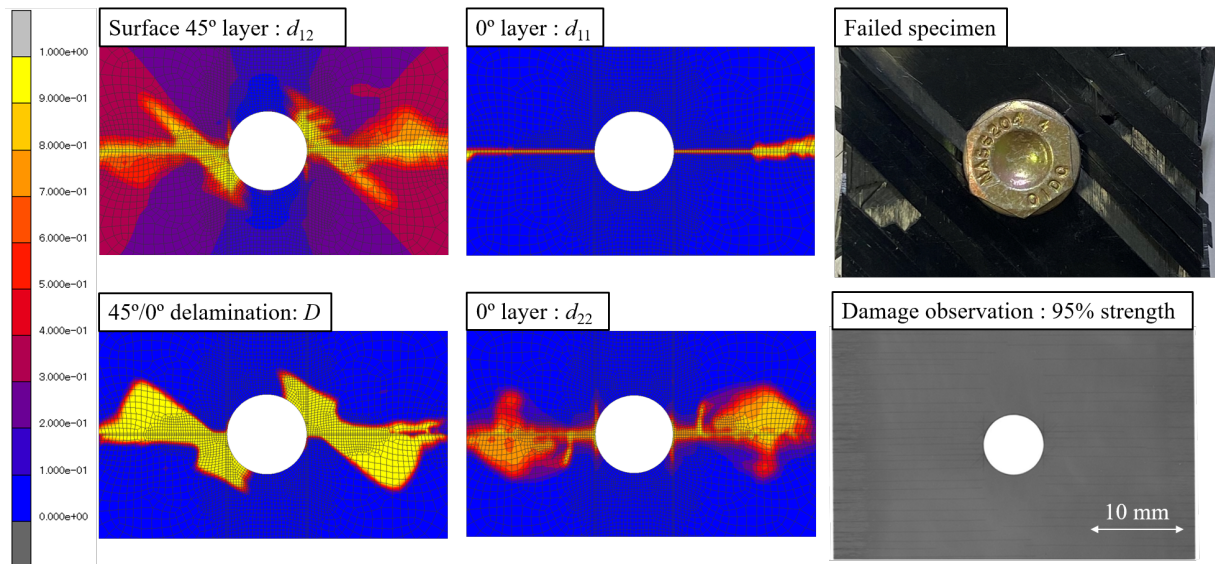 Surface 45º layer : d12
0º layer : d11
Failed specimen
1.000e+00
9.000e-01
8.000e-01
7.000e-01
6.000e-01
5.000e-01
4.000e-01
3.000e-01
2.000e-01
1.000e-01
0.000e+00
45º/0º delamination: D
0º layer : d22
Damage observation : 95% strength
10 mm